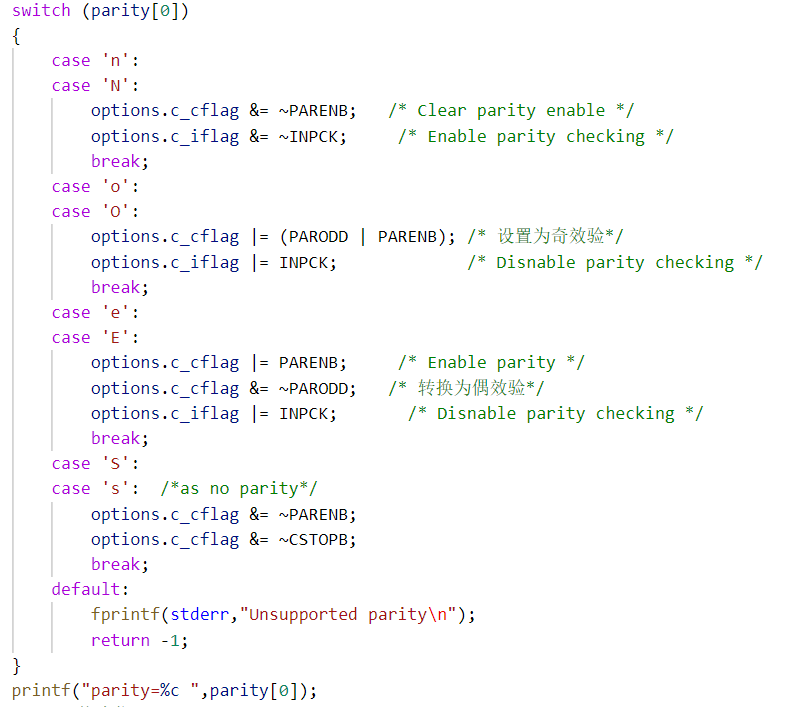 switch (parity[0])
{
case 'n':
case 'N':
options.c_cflag &= ~PARENB; /* Clear parity enable */
options.c_iflag &= ~INPCK; /* Enable parity checking */
break;
case 'o':
case 'O':
options.c_cflag |= (PARODD | PARENB); /* 设置为奇效验*/
options.c_iflag |= INPCK; /* Disnable parity checking */
break;
case 'e':
case 'E':
options.c_cflag |= PARENB; /* Enable parity */
options.c_cflag &= ~PARODD; /* 转换为偶效验*/
options.c_iflag |= INPCK; /* Disnable parity checking */
break;
case 'S':
case 's': /*as no parity*/
options.c_cflag &= ~PARENB;
options.c_cflag &= ~CSTOPB;
break;
default:
fprintf(stderr,"Unsupported parity\n");
return -1;
}
printf("parity=%c ",parity[0]);